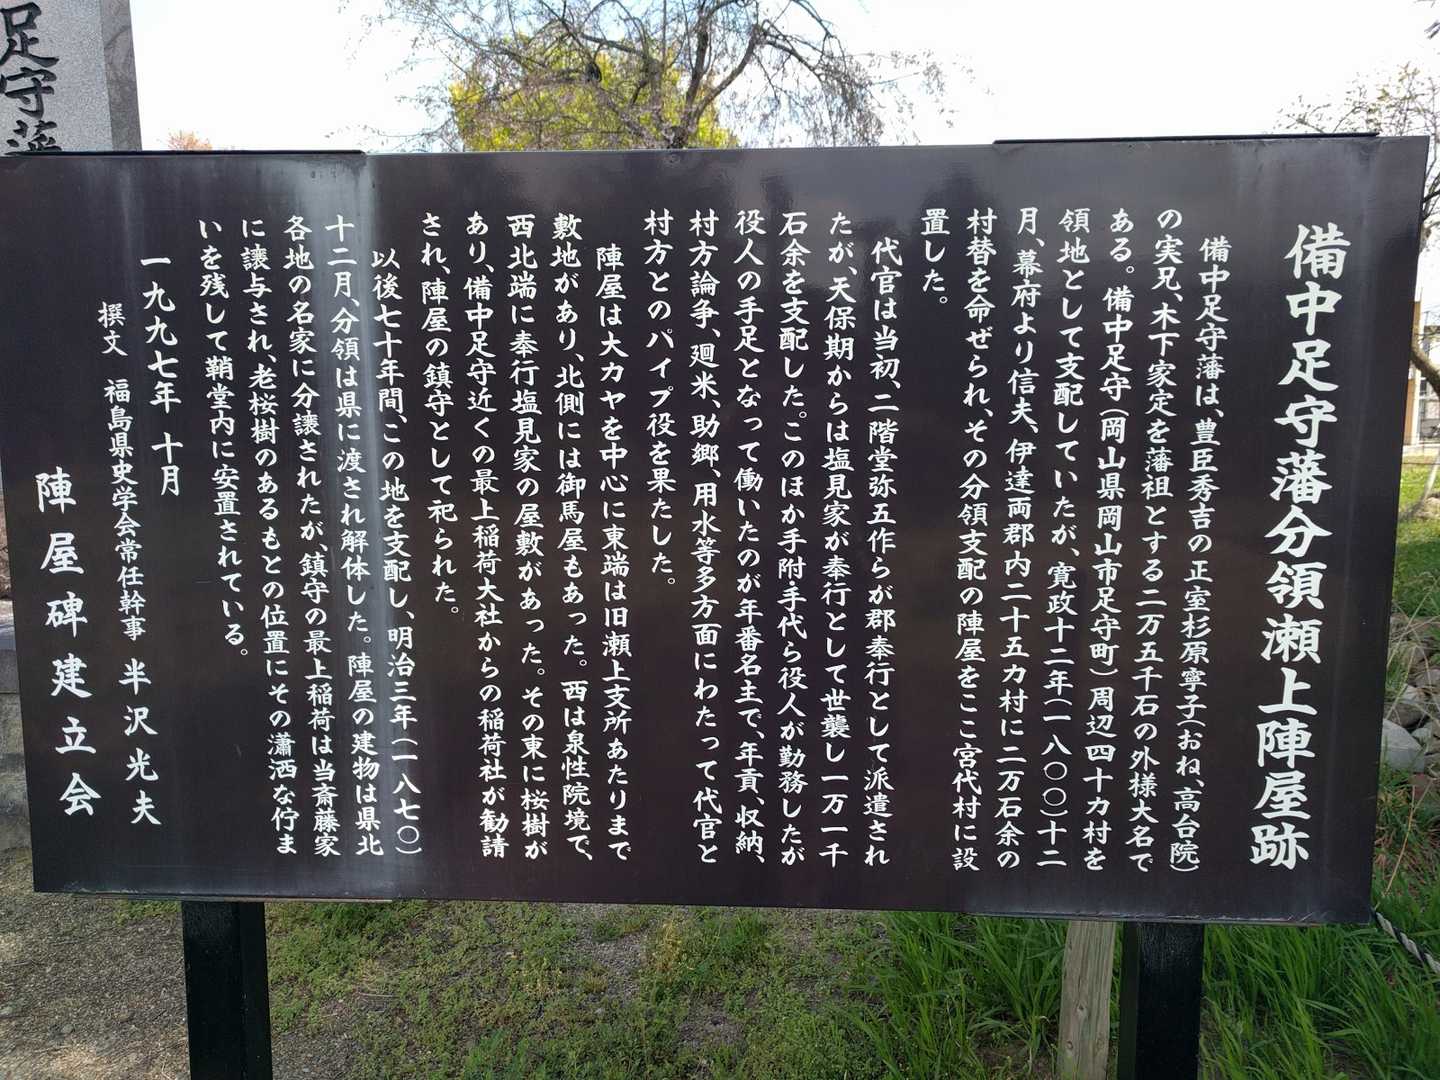 備中足守藩分領瀬上陣屋跡
備中足守藩は、豊臣秀吉の正室杉原寧子(おね、高台院)
の実兄、木下家定を藩祖とする二万五千石の外様大名で
ある。備中足守(岡山県岡山市足守町)周辺四十カ村を
領地として支配していたが、寛政十二年(一八〇〇)十二
月、幕府より信夫、伊達両郡内二十五カ村に二万石余の
村替を命ぜられ、その分領支配の陣屋をここ宮代村に設
置した。
代官は当初、二階堂弥五作らが郡奉行として派遣され
たが、天保期からは塩見家が奉行として世襲し一万一千
石余を支配した。このほか手附・手代ら役人が勤務したが
役人の手足となって働いたのが年番名主で、年貢、収納、
村方論争、廻米、助郷、用水等多方面にわたって代官と
村方とのパイプ役を果たした。
陣屋は大カヤを中心に東端は旧瀬上支所あたりまで
敷地があり、北側には御馬屋もあった。西は泉性院境で、
西北端に奉行塩見家の屋敷があった。その東に桜樹が
あり、備中足守近くの最上稲荷大社からの稲荷社が勧請
され、陣屋の鎮守として祀られた。
以後七十年間、この地を支配し、明治三年(一八七〇)
十二月、分領は県に渡され解体した。陣屋の建物は県北
各地の名家に分譲されたが、鎮守の最上稲荷は当斎藤家
に譲与され、老桜樹のあるもとの位置にその瀟洒な佇ま
いを残して鞘堂内に安置されている。
一九九七年 十月
撰文 福島県史学会常任幹事 半沢光夫
陣屋碑建立会
足守藩